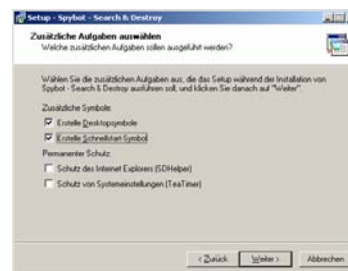 Setup - Spybot - Search & Destroy
Zusätzliche Aufgaben auswählen
Welche zusätzlichen Aufgaben sollen ausgeführt werden?
Wählen Sie die zusätzlichen Aufgaben aus, die das Setup während der Installation von
Spybot - Search & Destroy ausführen soll, und klicken Sie danach auf "Weiter".
Zusätzliche Symbole:
Erstelle Desktopsymbole
Erstelle Schnellstart-Symbol
Permanenter Schutz:
Schutz des Internet Explorers (SDHelper)
Schutz von Systemeinstellungen (TeaTimer)
< Zurück
Weiter >
Abbrechen